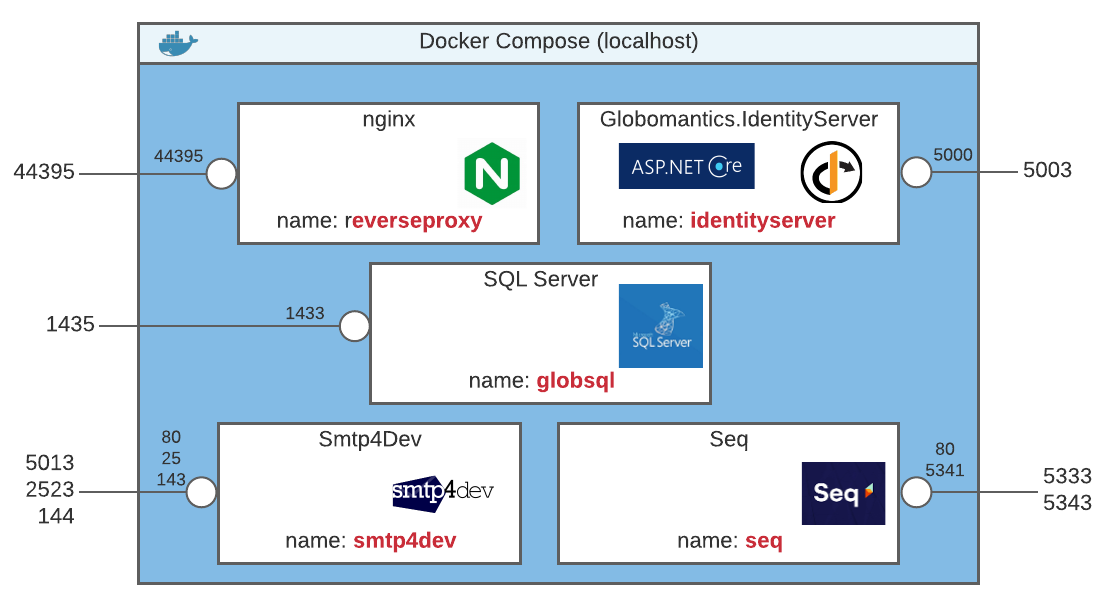 Docker Compose (localhost)
nginx
44395
44395
N
name: reverseproxy
Globomantics.IdentityServer
ASP.NET Core
5000
5003
name: identityserver
SQL Server
1433
1435
Microsoft
SQL Server
name: globsql
Smtp4Dev
80
25
143
5013
2523
144
smtp4dev
name: smtp4dev
Seq
80
5341
5333
5343
Seq
name: seq